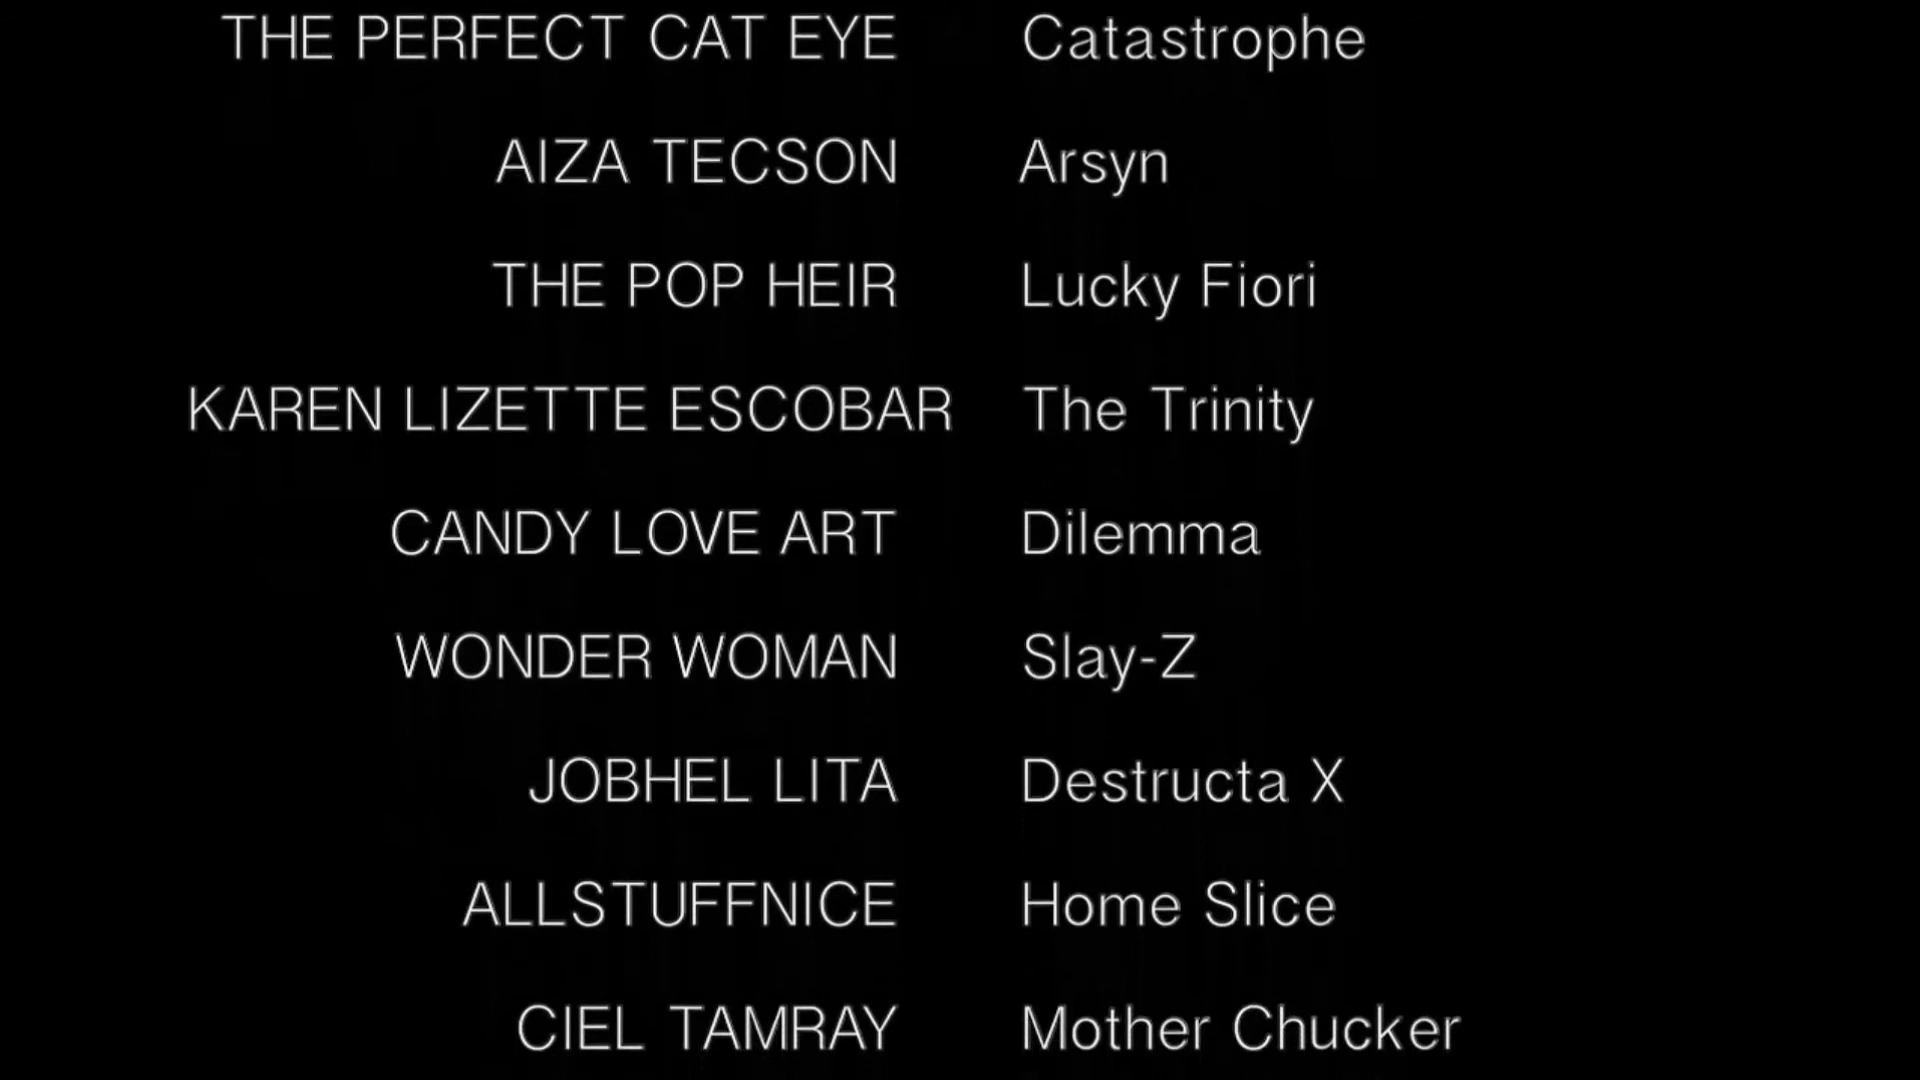 THE PERFECT CAT EYE Catastrophe
AIZA TECSON Arsyn
THE POP HEIR Lucky Fiori
KAREN LIZETTE ESCOBAR The Trinity
CANDY LOVE ART Dilemma
WONDER WOMAN Slay-Z
JOBHEL LITA Destructa X
ALLSTUFFNICE Home Slice
CIEL TAMRAY Mother Chucker